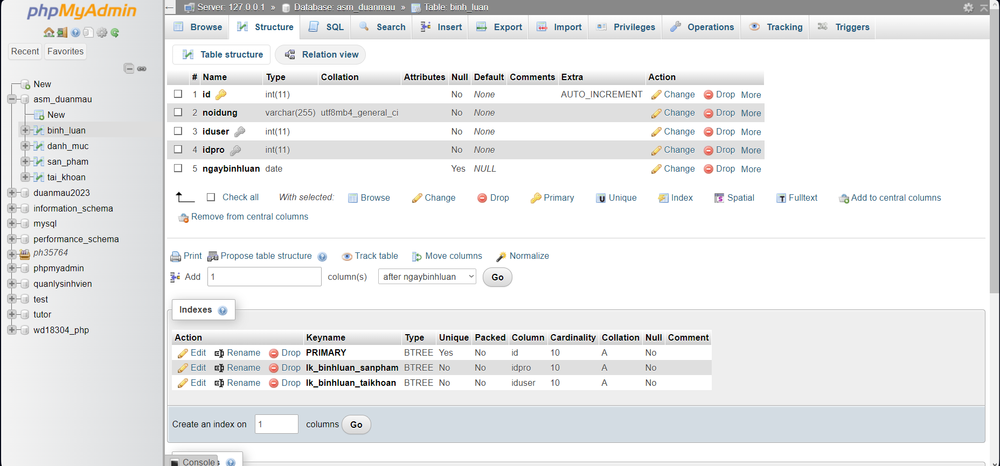 phpMyAdmin
Recent Favorites
New
asm_duanmau
New
binh_luan
danh_muc
san_pham
tai_khoan
duanmau2023
information_schema
mysql
performance_schema
ph35764
phpmyadmin
quanlysinhvien
test
tutor
wd18304_php
← Server: 127.0.0.1 » Database: asm_duanmau » Table: binh_luan
Browse Structure SQL Search Insert Export Import Privileges Operations Tracking Triggers
Table structure Relation view
# Name Type Collation Attributes Null Default Comments Extra Action
1 id int(11) No None AUTO_INCREMENT Change Drop More
2 noidung varchar(255) utf8mb4_general_ci No None Change Drop More
3 iduser int(11) No None Change Drop More
4 idpro int(11) No None Change Drop More
5 ngaybinhluan date Yes NULL Change Drop More
Check all With selected: Browse Change Drop Primary Unique Index Spatial Fulltext Add to central columns
Remove from central columns
Print Propose table structure Track table Move columns Normalize
Add 1 column(s) after ngaybinhluan Go
Indexes
Action Keyname Type Unique Packed Column Cardinality Collation Null Comment
Edit Rename Drop PRIMARY BTREE Yes No id 10 A No
Edit Rename Drop lk_binhluan_sanpham BTREE No No idpro 10 A No
Edit Rename Drop lk_binhluan_taikhoan BTREE No No iduser 10 A No
Create an index on 1 columns Go
Console